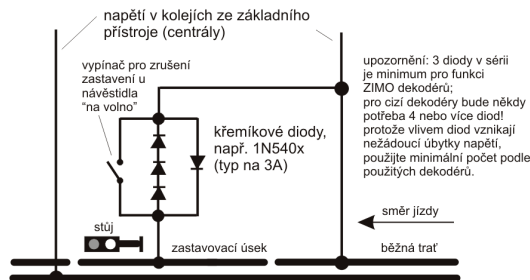 napětí v kolejích ze základního
přístroje (centrály)
vypínač pro zrušení
zastavení u
návěstidla
"na volno"
křemíkové diody,
např. 1N540x
(typ na 3A)
upozornění: 3 diody v sérii
je minimum pro funkci
ZIMO dekodérů;
pro cizí dekodéry bude někdy
potřeba 4 nebo více diod!
protože vlivem diod vznikají
nežádoucí úbytky napětí,
použijte minimální počet podle
použitých dekodérů.
směr jízdy
stůj
zastavovací úsek
běžná trať